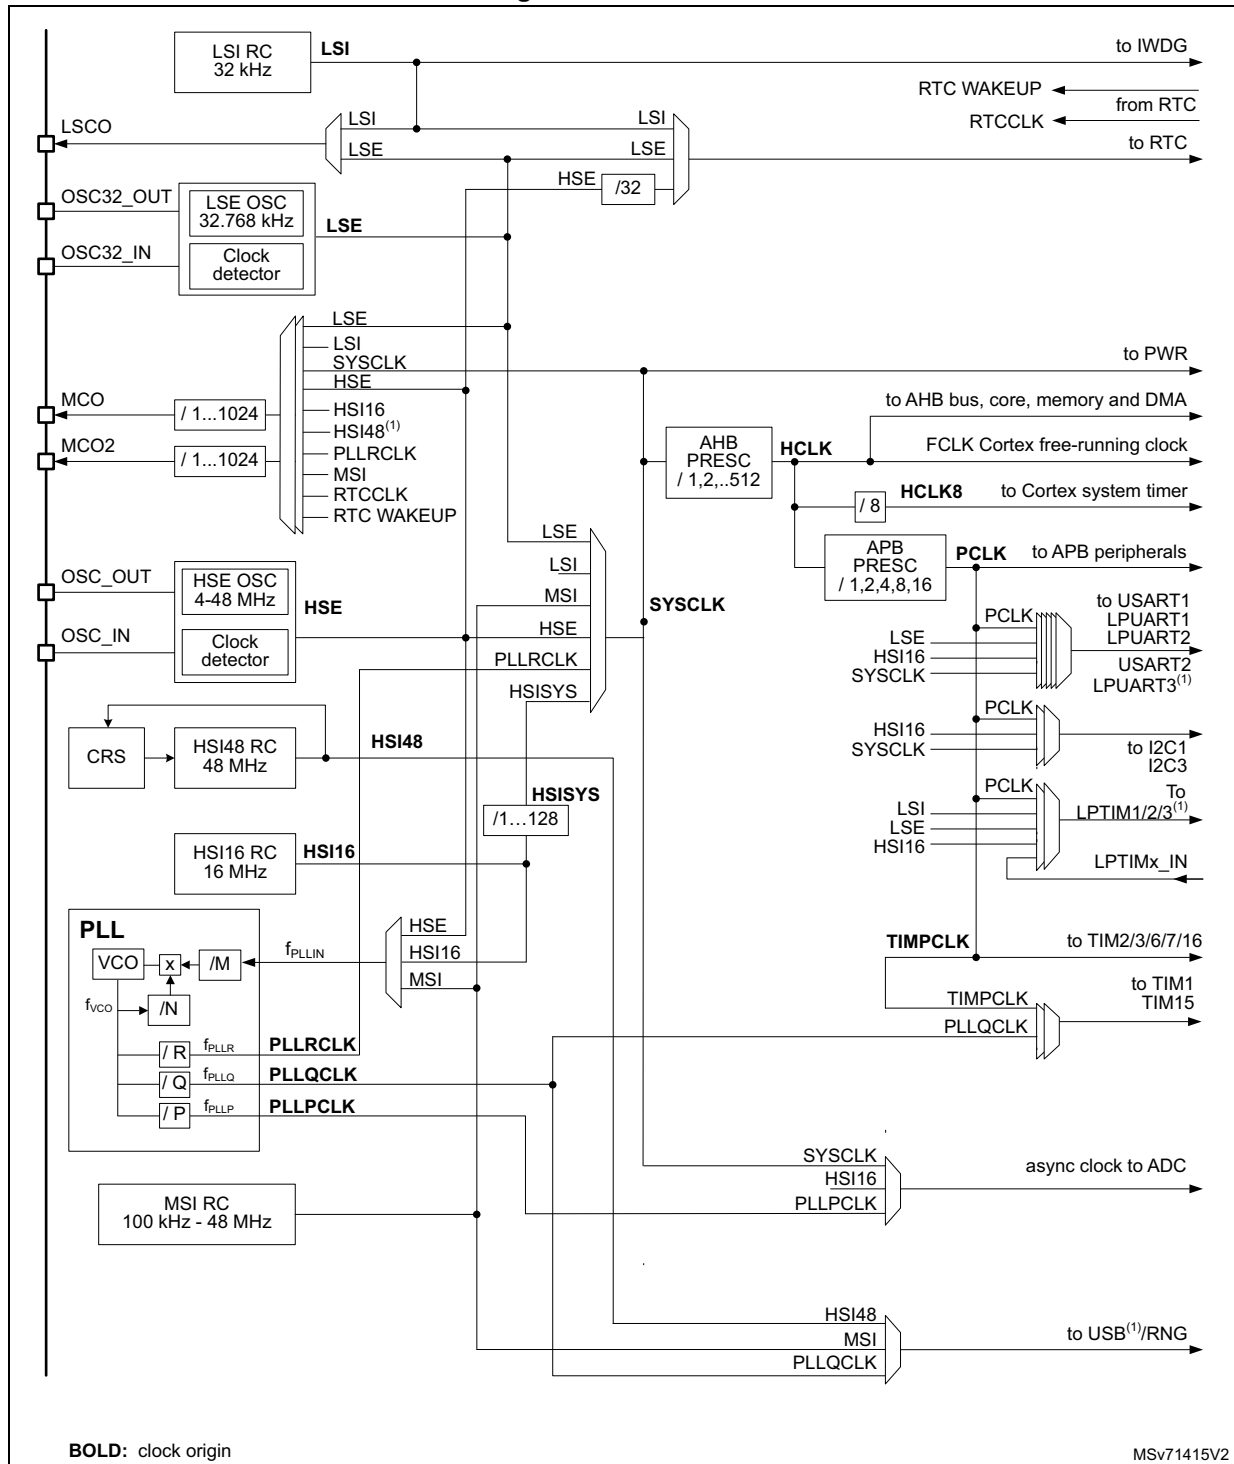 LSI RC
32 kHz
LSI
to IWDG
RTC WAKEUP
from RTC
RTCCLK
to RTC
LSCO
LSI
LSE
LSI
LSE
HSE
/32
OSC32_OUT
OSC32_IN
LSE OSC
32.768 kHz
Clock
detector
LSE
LSE
LSI
SYSCLK
HSE
HSI16
HSI48(1)
PLLRCLK
MSI
RTCCLK
RTC WAKEUP
MCO
/ 1...1024
MCO2
/ 1...1024
to PWR
to AHB bus, core, memory and DMA
AHB
PRESC
/ 1,2,..512
HCLK
FCLK Cortex free-running clock
/ 8
HCLK8
to Cortex system timer
APB
PRESC
/ 1,2,4,8,16
PCLK
to APB peripherals
OSC_OUT
OSC_IN
HSE OSC
4-48 MHz
Clock
detector
HSE
LSE
LSI
MSI
HSE
PLLRCLK
HSISYS
SYSCLK
PCLK
LSE
HSI16
SYSCLK
to USART1
LPUART1
LPUART2
USART2
LPUART3(1)
PCLK
HSI16
SYSCLK
to I2C1
I2C3
CRS
HSI48 RC
48 MHz
HSI48
HSISYS
/1…128
PCLK
LSI
LSE
HSI16
To
LPTIM1/2/3(1)
LPTIMx_IN
HSI16 RC
16 MHz
HSI16
PLL
VCO
x
/M
fPLLIN
HSE
HSI16
MSI
fVCO
/N
/ R
fPLLR
PLLRCLK
/ Q
fPLLQ
PLLQCLK
/ P
fPLLP
PLLPCLK
TIMPCLK
to TIM2/3/6/7/16
TIMPCLK
PLLQCLK
to TIM1
TIM15
SYSCLK
HSI16
PLLPCLK
async clock to ADC
MSI RC
100 kHz - 48 MHz
HSI48
MSI
PLLQCLK
to USB(1)/RNG
BOLD: clock origin
MSv71415V2